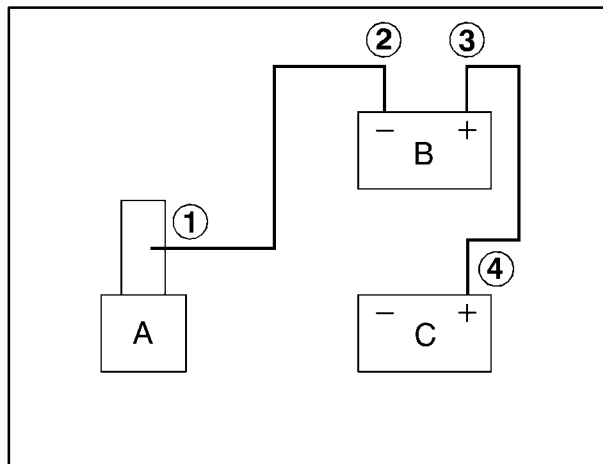 ② ③
− +
B
①
④
− +
A C